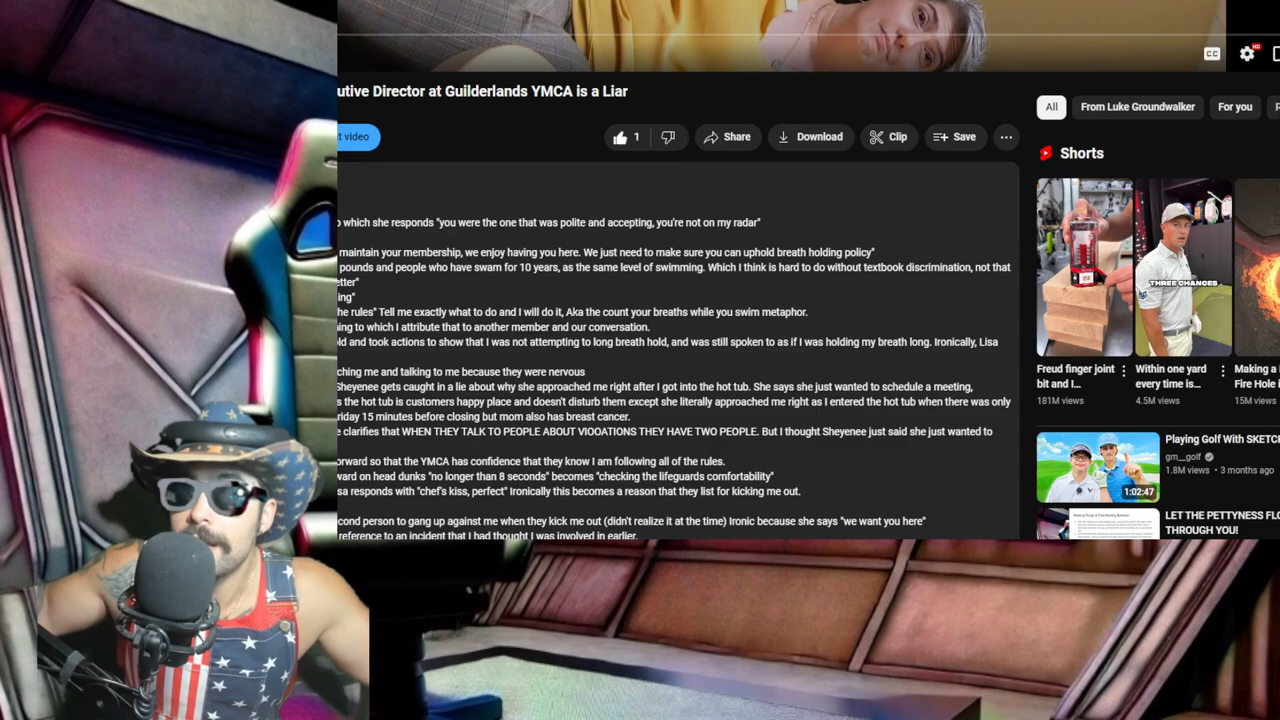 CC
HD
utive Director at Guilderlands YMCA is a Liar
t video
1
Share
Download
Clip
Save
All
From Luke Groundwalker
For you
Shorts
o which she responds "you were the one that was polite and accepting, you're not on my radar"
maintain your membership, we enjoy having you here. We just need to make sure you can uphold breath holding policy"
pounds and people who have swam for 10 years, as the same level of swimming. Which I think is hard to do without textbook discrimination, not that
etter"
ing"
he rules" Tell me exactly what to do and I will do it, Aka the count your breaths while you swim metaphor.
ning to which I attribute that to another member and our conversation.
old and took actions to show that I was not attempting to long breath hold, and was still spoken to as if I was holding my breath long. Ironically, Lisa
ching me and talking to me because they were nervous
Sheyenee gets caught in a lie about why she approached me right after I got into the hot tub. She says she just wanted to schedule a meeting,
s the hot tub is customers happy place and doesn't disturb them except she literally approached me right as I entered the hot tub when there was only
riday 15 minutes before closing but mom also has breast cancer.
e clarifies that WHEN THEY TALK TO PEOPLE ABOUT VIOOATIONS THEY HAVE TWO PEOPLE. But I thought Sheyenee just said she just wanted to
orward so that the YMCA has confidence that they know I am following all of the rules.
ward on head dunks "no longer than 8 seconds" becomes "checking the lifeguards comfortability"
sa responds with "chef's kiss, perfect" Ironically this becomes a reason that they list for kicking me out.
cond policy they bring up against me when they kick me out (didn't realize it at the time) Ironic because she says "we want you here"
reference to an incident that I had thought I was involved in earlier.
THREE CHANCES
Freud finger joint
bit and I...
181M views
Within one yard
every time is...
4.5M views
Making a
Fire Hole i
15M views
Playing Golf With SKETC
gm__golf
1.8M views • 3 months ago
1:02:47
LET THE PETTYNESS FLO
THROUGH YOU!